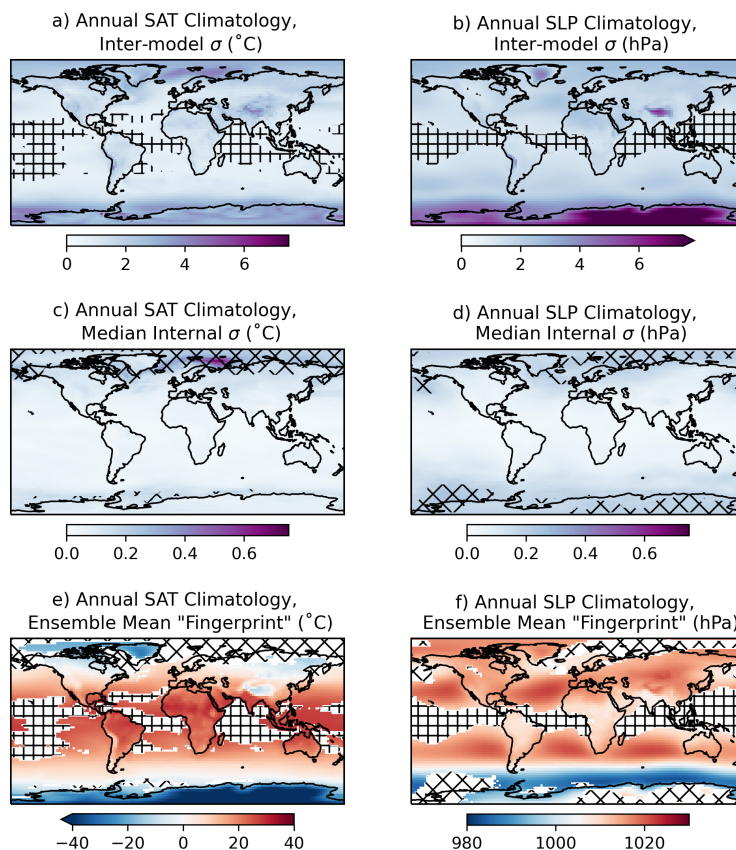 a) Annual SAT Climatology,
Inter-model σ (˚C)
b) Annual SLP Climatology,
Inter-model σ (hPa)
0 2 4 6
0 2 4 6
c) Annual SAT Climatology,
Median Internal σ (˚C)
d) Annual SLP Climatology,
Median Internal σ (hPa)
0.0 0.2 0.4 0.6
0.0 0.2 0.4 0.6
e) Annual SAT Climatology,
Ensemble Mean "Fingerprint" (˚C)
f) Annual SLP Climatology,
Ensemble Mean "Fingerprint" (hPa)
−40 −20 0 20 40
980 1000 1020